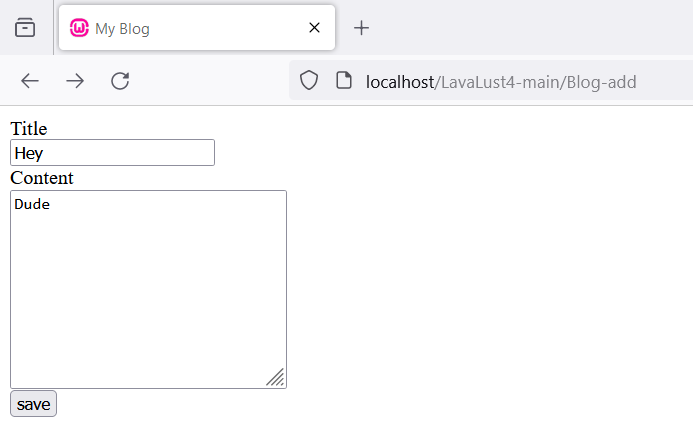 My Blog
localhost/LavaLust4-main/Blog-add
Title
Hey
Content
Dude
save